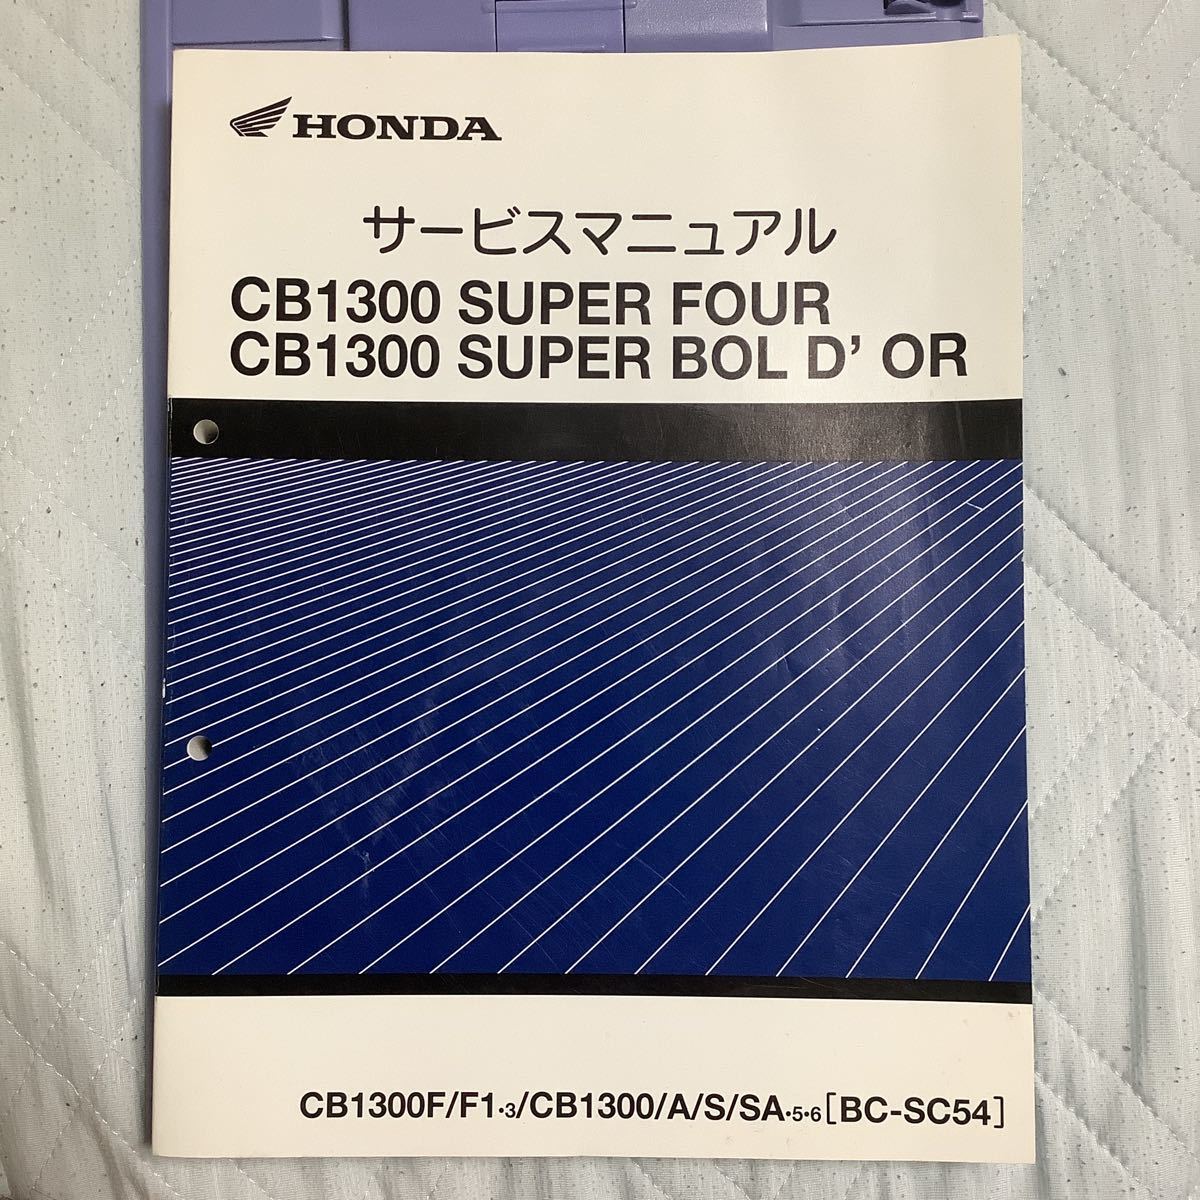 HONDA
サービスマニュアル
CB1300 SUPER FOUR
CB1300 SUPER BOL D' OR
CB1300F/F1·3/CB1300/A/S/SA·5·6[BC-SC54]